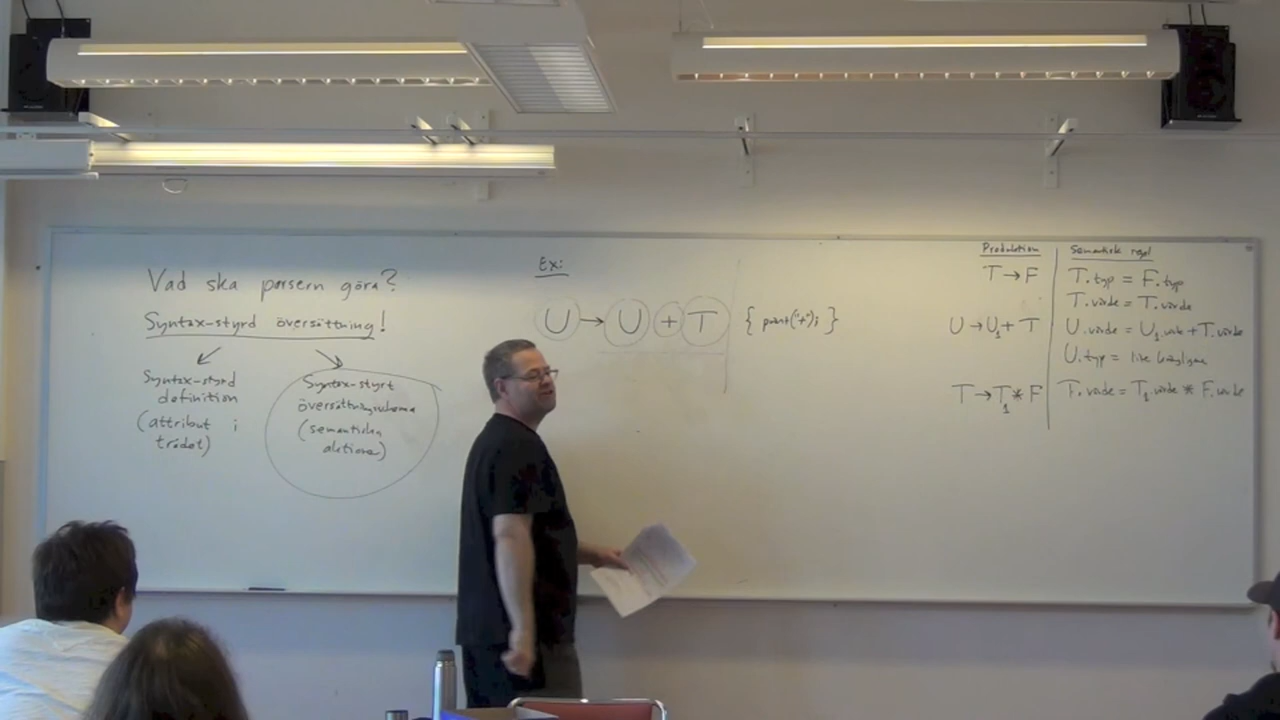 Vad ska parsern göra?
Syntax-styrd översättning!
Syntax-styrd
definition
(attribut i
trädet)
Syntax-styrt
översättningsschema
(semantiska
aktioner)
Ex:
U → U + T { print("+"); }
Produktion Semantisk regel
T → F T.typ = F.typ
T.värde = T.värde
U → U₁ + T U.värde = U₁.värde + T.värde
U.typ =
T → T₁ * F T.värde = T₁.värde * F.värde